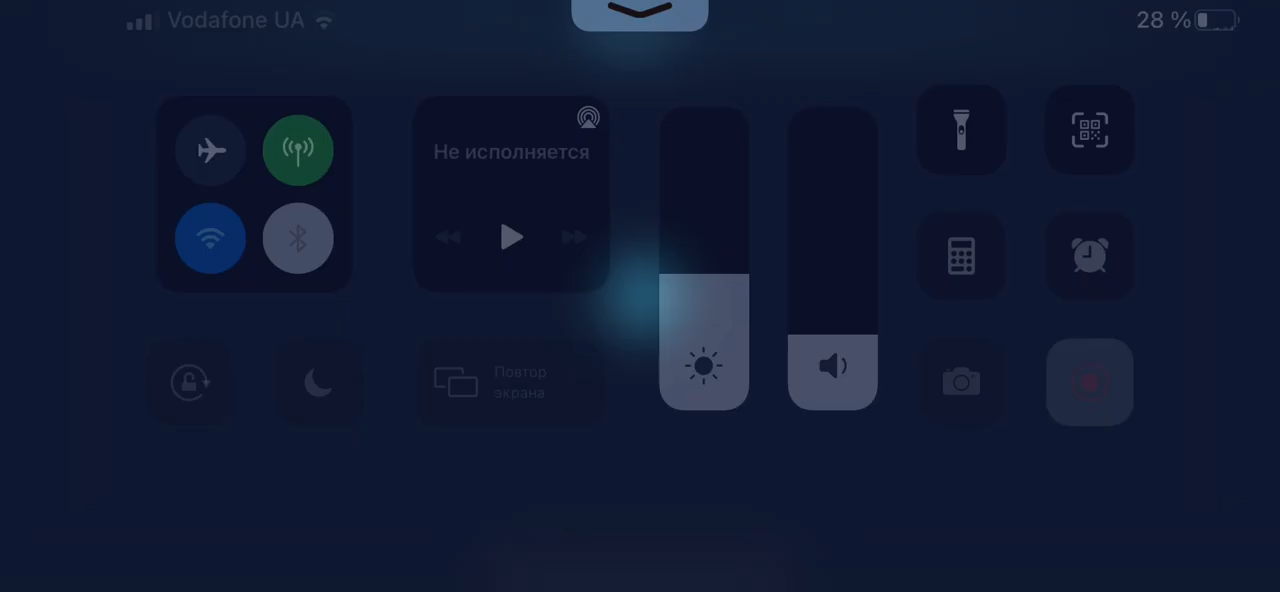 Vodafone UA
28 %
Не исполняется
Повтор
экрана